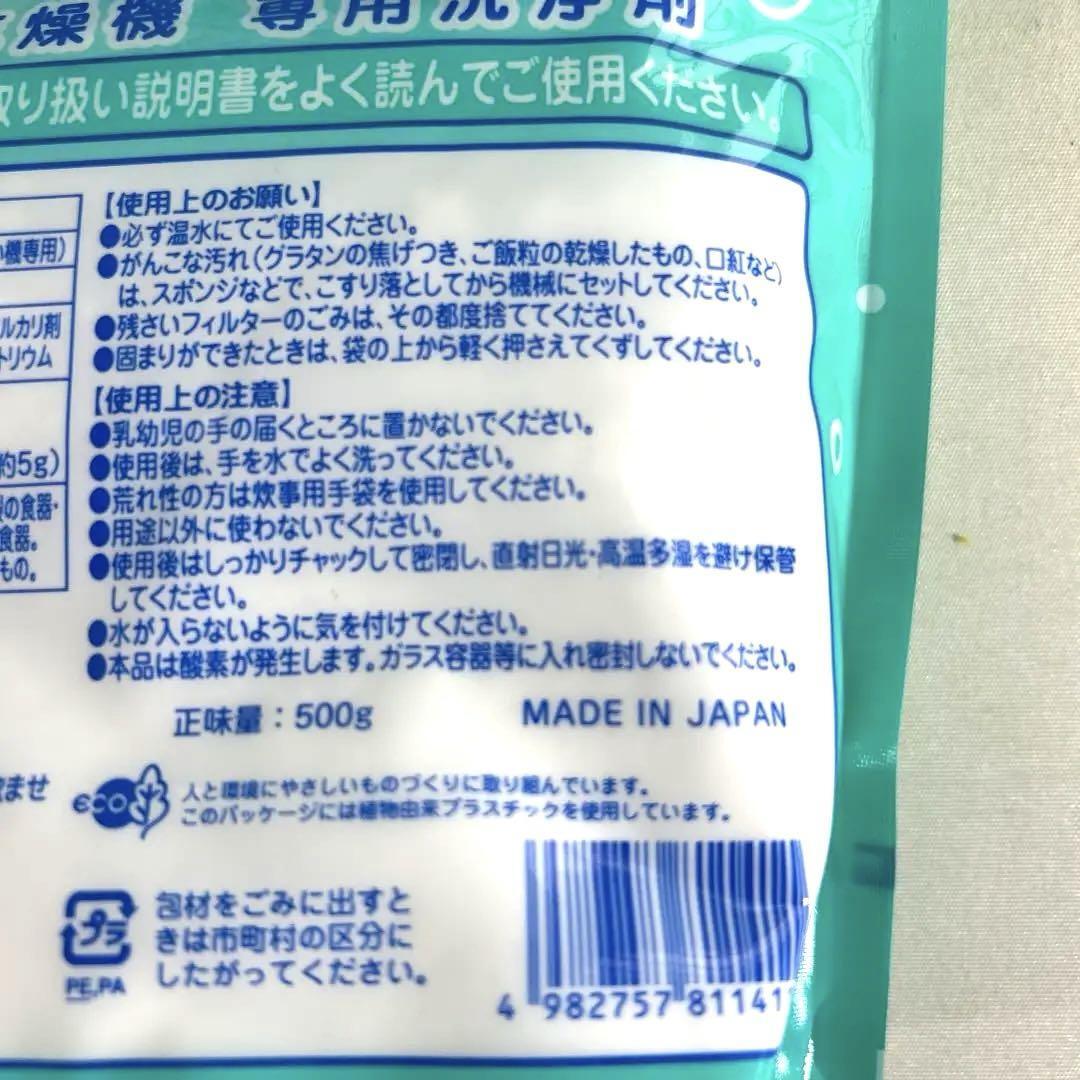 燥機 専用洗浄剤
取り扱い説明書をよく読んでご使用ください。
【使用上のお願い】
●必ず温水にてご使用ください。
●がんこな汚れ(グラタンの焦げつき、ご飯粒の乾燥したもの、口紅など)
は、スポンジなどで、こすり落としてから機械にセットしてください。
●残さいフィルターのごみは、その都度捨ててください。
●固まりができたときは、袋の上から軽く押さえてくずしてください。
【使用上の注意】
●乳幼児の手の届くところに置かないでください。
●使用後は、手を水でよく洗ってください。
●荒れ性の方は炊事用手袋を使用してください。
●用途以外に使わないでください。
●使用後はしっかりチャックして密閉し、直射日光・高温多湿を避け保管
してください。
●水が入らないように気を付けてください。
●本品は酸素が発生します。ガラス容器等に入れ密封しないでください。
機専用)
ルカリ剤
トリウム
約5g)
の食器・
食器。
もの。
正味量:500g
MADE IN JAPAN
ませ
eco
人と環境にやさしいものづくりに取り組んでいます。
このパッケージには植物由来プラスチックを使用しています。
プラ
PE,PA
包材をごみに出すと
きは市町村の区分に
したがってください。
4 982757 81141